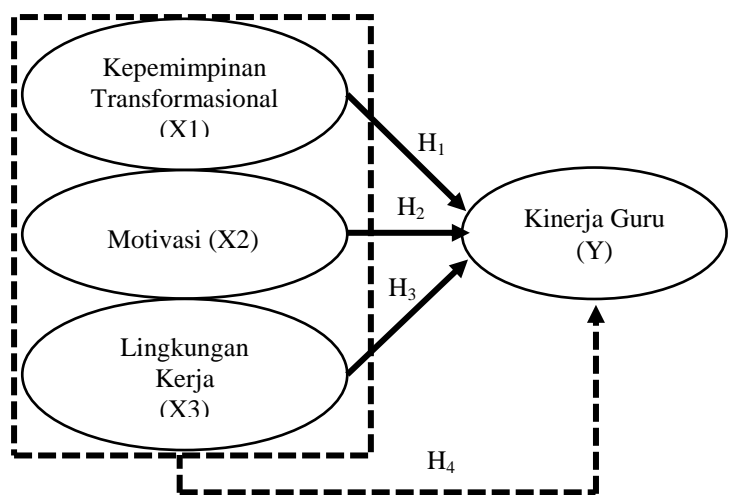 Kepemimpinan
Transformasional
(X1)
H₁
H₂
Motivasi (X2)
Kinerja Guru
(Y)
H₃
Lingkungan
Kerja
(X3)
H₄